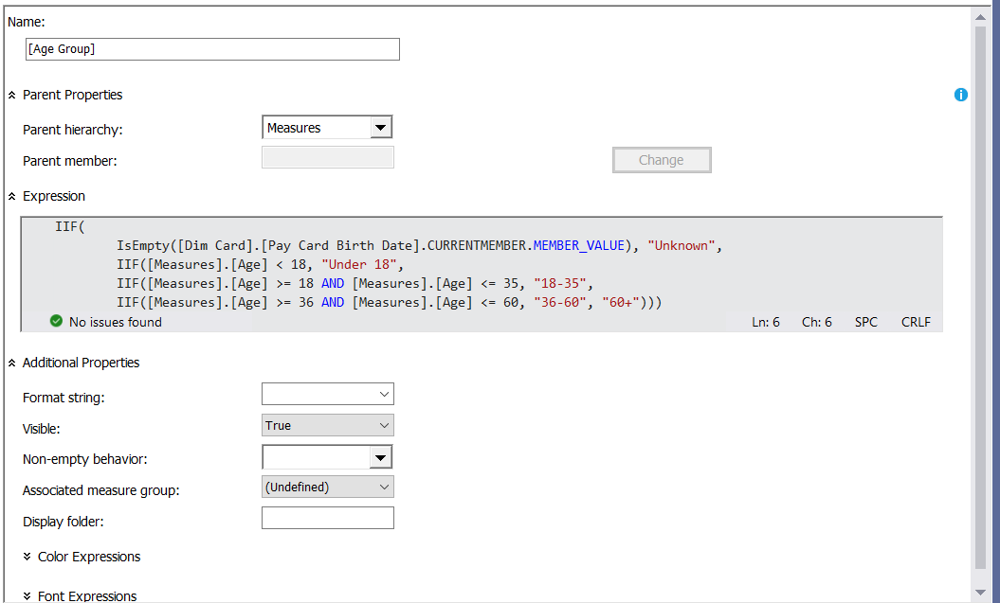 Name:
[Age Group]
Parent Properties
Parent hierarchy:
Measures
Parent member:
Change
Expression
IIF(
IsEmpty([Dim Card].[Pay Card Birth Date].CURRENTMEMBER.MEMBER_VALUE), "Unknown",
IIF([Measures].[Age] < 18, "Under 18",
IIF([Measures].[Age] >= 18 AND [Measures].[Age] <= 35, "18-35",
IIF([Measures].[Age] >= 36 AND [Measures].[Age] <= 60, "36-60", "60+")))
No issues found Ln: 6 Ch: 6 SPC CRLF
Additional Properties
Format string:
Visible:
True
Non-empty behavior:
Associated measure group:
(Undefined)
Display folder:
Color Expressions
Font Expressions